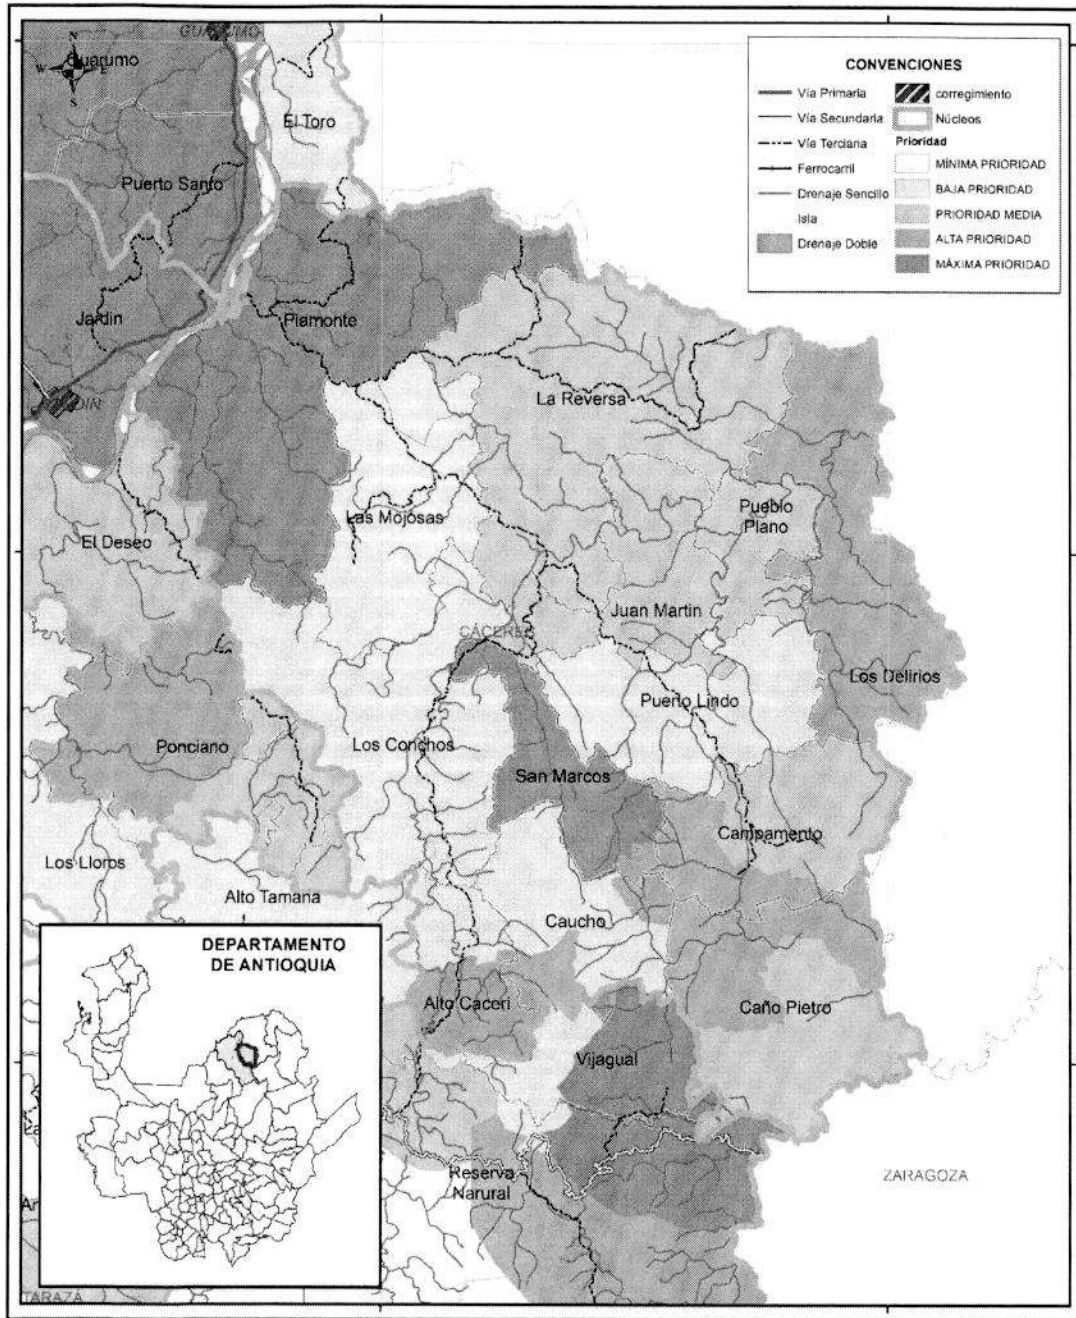 Guarumo
N
W
E
S
El Toro
Puerto Santo
Jardín
Piamonte
La Reversa
Las Mojosas
Pueblo
Plano
El Deseo
Juan Martin
CÁCERES
Los Delirios
Puerto Lindo
Ponciano
Los Conchos
San Marcos
Campamento
Los Lloros
Alto Tamana
Caucho
Alto Caceri
Caño Pietro
Vijagual
Reserva
Narural
ZARAGOZA
TARAZÁ
CONVENCIONES
Vía Primaria
Vía Secundaria
Vía Terciaria
Ferrocarril
Drenaje Sencillo
Isla
Drenaje Doble
corregimiento
Núcleos
Prioridad
MÍNIMA PRIORIDAD
BAJA PRIORIDAD
PRIORIDAD MEDIA
ALTA PRIORIDAD
MÁXIMA PRIORIDAD
DEPARTAMENTO
DE ANTIOQUIA